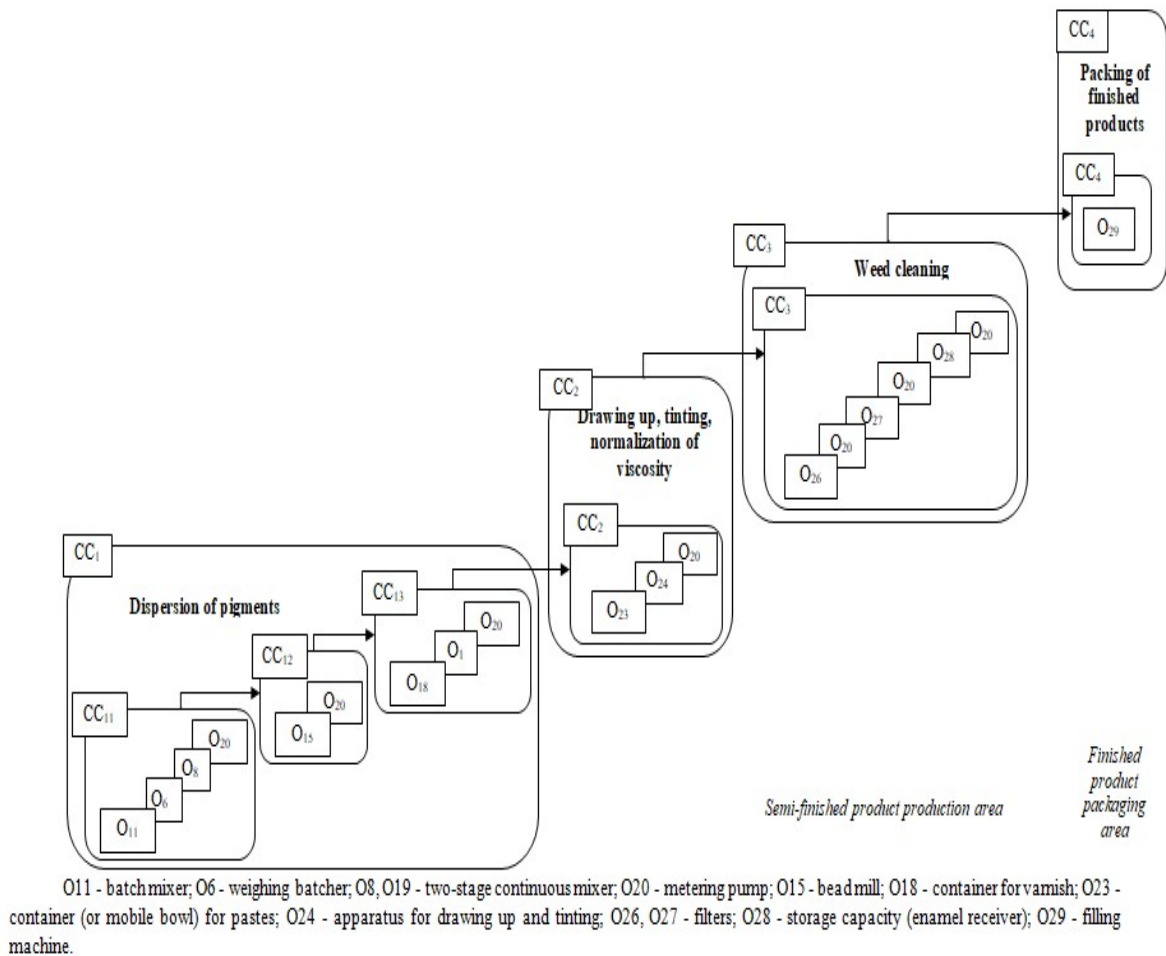 CC₄
Packing of
finished
products
CC₄
O₂₉
CC₃
Weed cleaning
CC₃
O₂₀
O₂₈
O₂₀
O₂₇
O₂₀
O₂₆
CC₂
Drawing up, tinting,
normalization of
viscosity
CC₂
O₂₀
O₂₄
O₂₃
CC₁
Dispersion of pigments
CC₁₃
O₂₀
O₁
O₁₈
CC₁₂
O₂₀
O₁₅
CC₁₁
O₂₀
O₈
O₆
O₁₁
Semi-finished product production area
Finished
product
packaging
area
O11 - batch mixer; O6 - weighing batcher; O8, O19 - two-stage continuous mixer; O20 - metering pump; O15 - bead mill; O18 - container for varnish; O23 -
container (or mobile bowl) for pastes; O24 - apparatus for drawing up and tinting; O26, O27 - filters; O28 - storage capacity (enamel receiver); O29 - filling
machine.